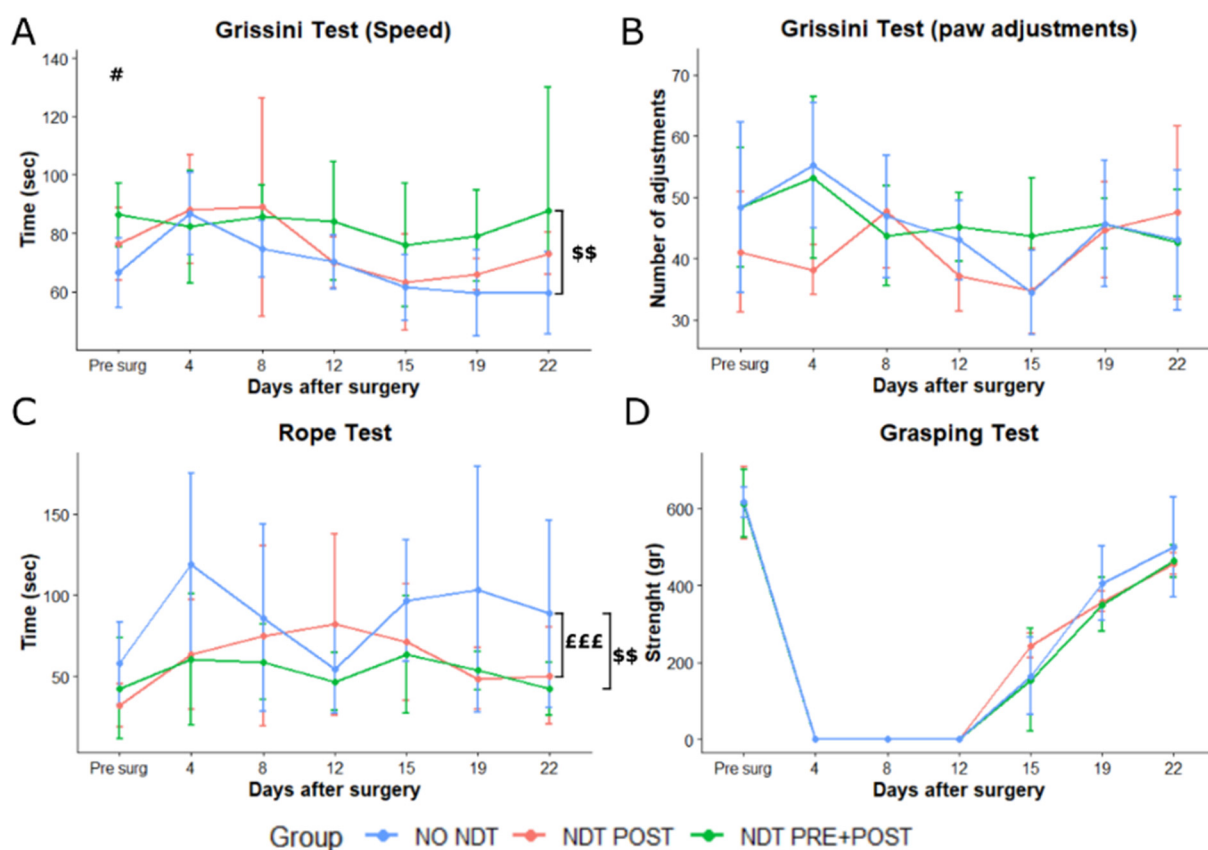 A
Grissini Test (Speed)
140
120
100
80
60
Time (sec)
#
$$
Pre surg 4 8 12 15 19 22
Days after surgery
B
Grissini Test (paw adjustments)
70
60
50
40
30
Number of adjustments
Pre surg 4 8 12 15 19 22
Days after surgery
C
Rope Test
150
100
50
Time (sec)
£££
$$
Pre surg 4 8 12 15 19 22
Days after surgery
D
Grasping Test
600
400
200
0
Strenght (gr)
Pre surg 4 8 12 15 19 22
Days after surgery
Group NO NDT NDT POST NDT PRE+POST